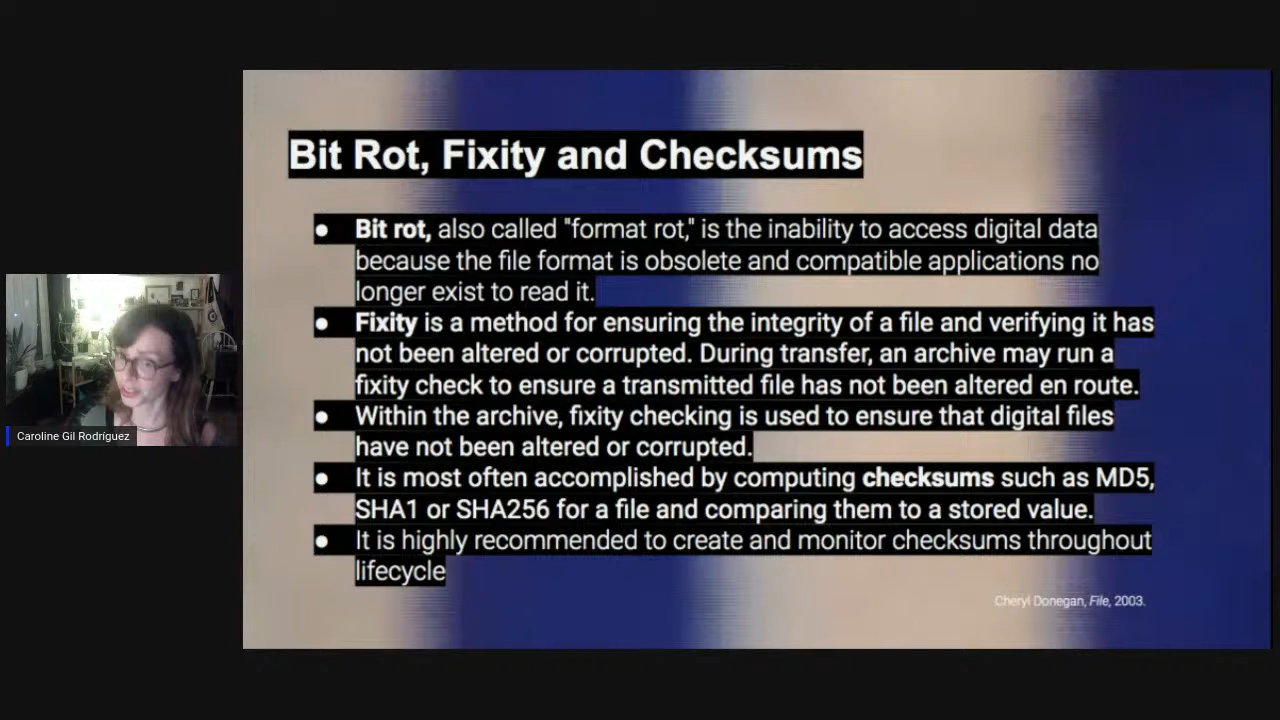 Bit Rot, Fixity and Checksums
● Bit rot, also called "format rot," is the inability to access digital data
because the file format is obsolete and compatible applications no
longer exist to read it.
● Fixity is a method for ensuring the integrity of a file and verifying it has
not been altered or corrupted. During transfer, an archive may run a
fixity check to ensure a transmitted file has not been altered en route.
● Within the archive, fixity checking is used to ensure that digital files
have not been altered or corrupted.
● It is most often accomplished by computing checksums such as MD5,
SHA1 or SHA256 for a file and comparing them to a stored value.
● It is highly recommended to create and monitor checksums throughout
lifecycle
Cheryl Donegan, File, 2003.
Caroline Gil Rodríguez